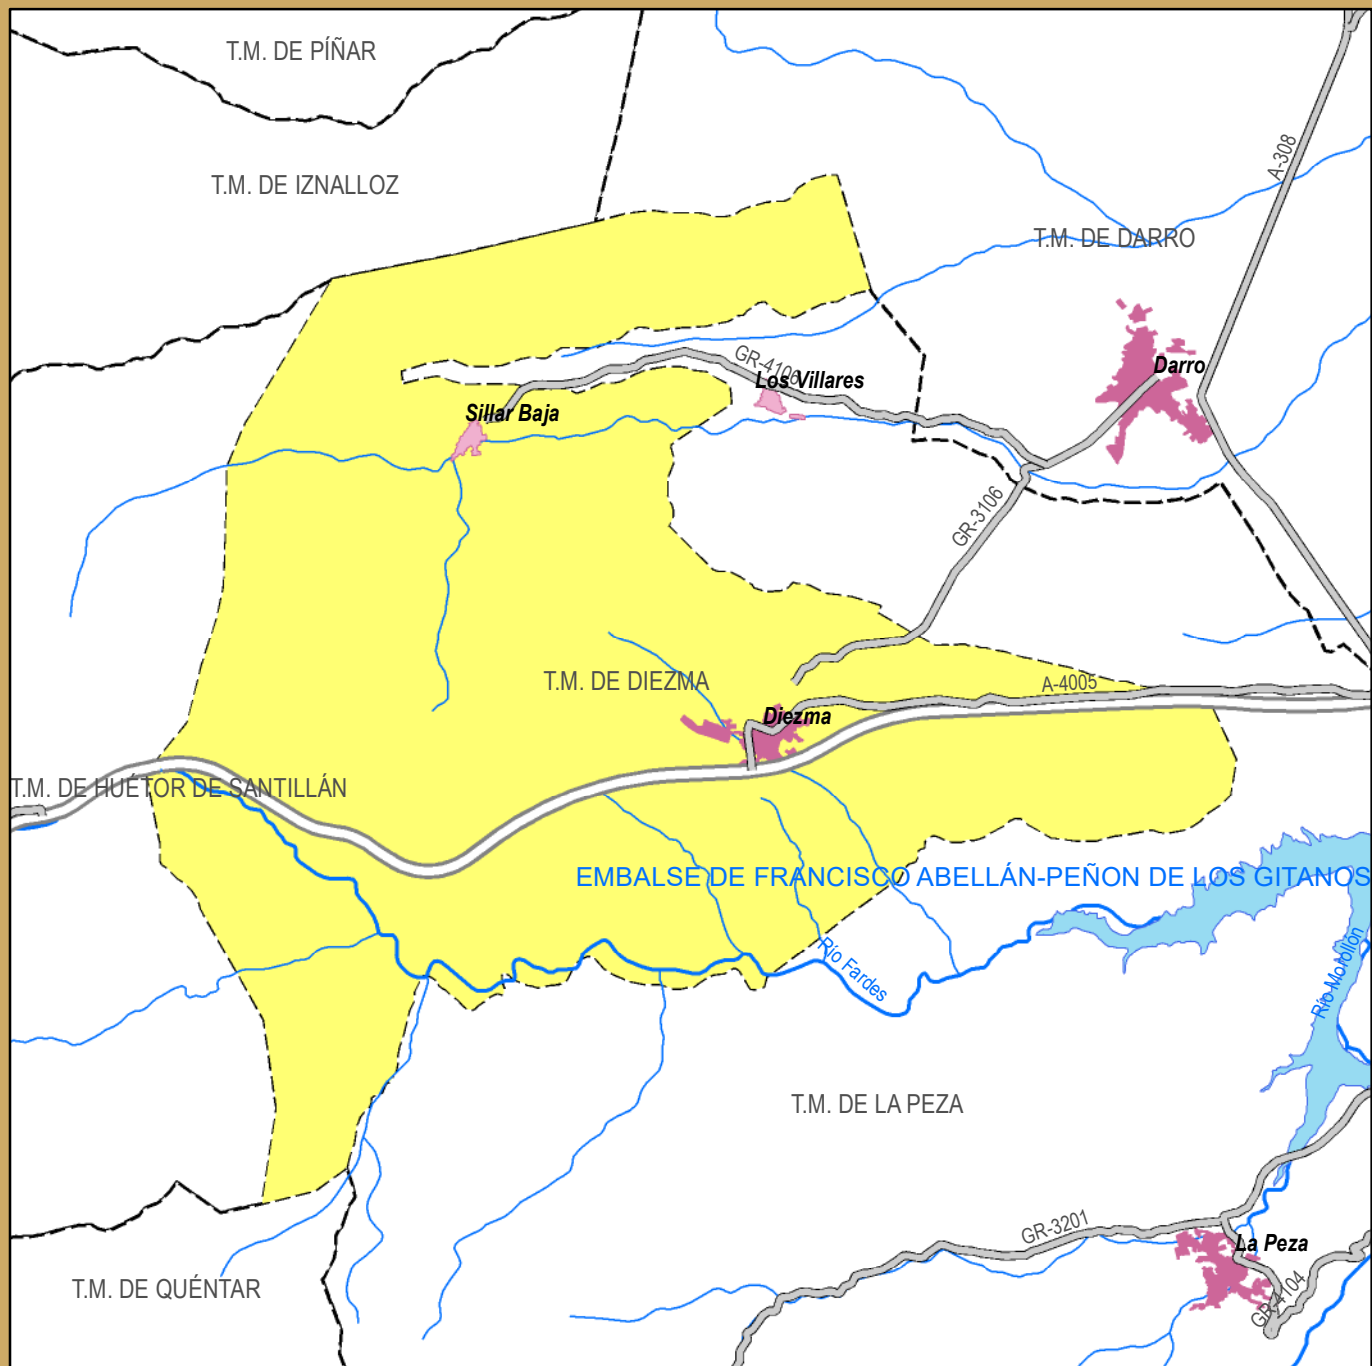 T.M. DE PÍÑAR
T.M. DE IZNALLOZ
A-308
T.M. DE DARRO
GR-4106
Los Villares
Darro
Sillar Baja
GR-3106
T.M. DE DIEZMA
A-4005
Diezma
T.M. DE HUÉTOR DE SANTILLÁN
EMBALSE DE FRANCISCO ABELLÁN-PEÑON DE LOS GITANOS
Río Fardes
Río Morollón
T.M. DE LA PEZA
GR-3201
La Peza
T.M. DE QUÉNTAR
GR-4104